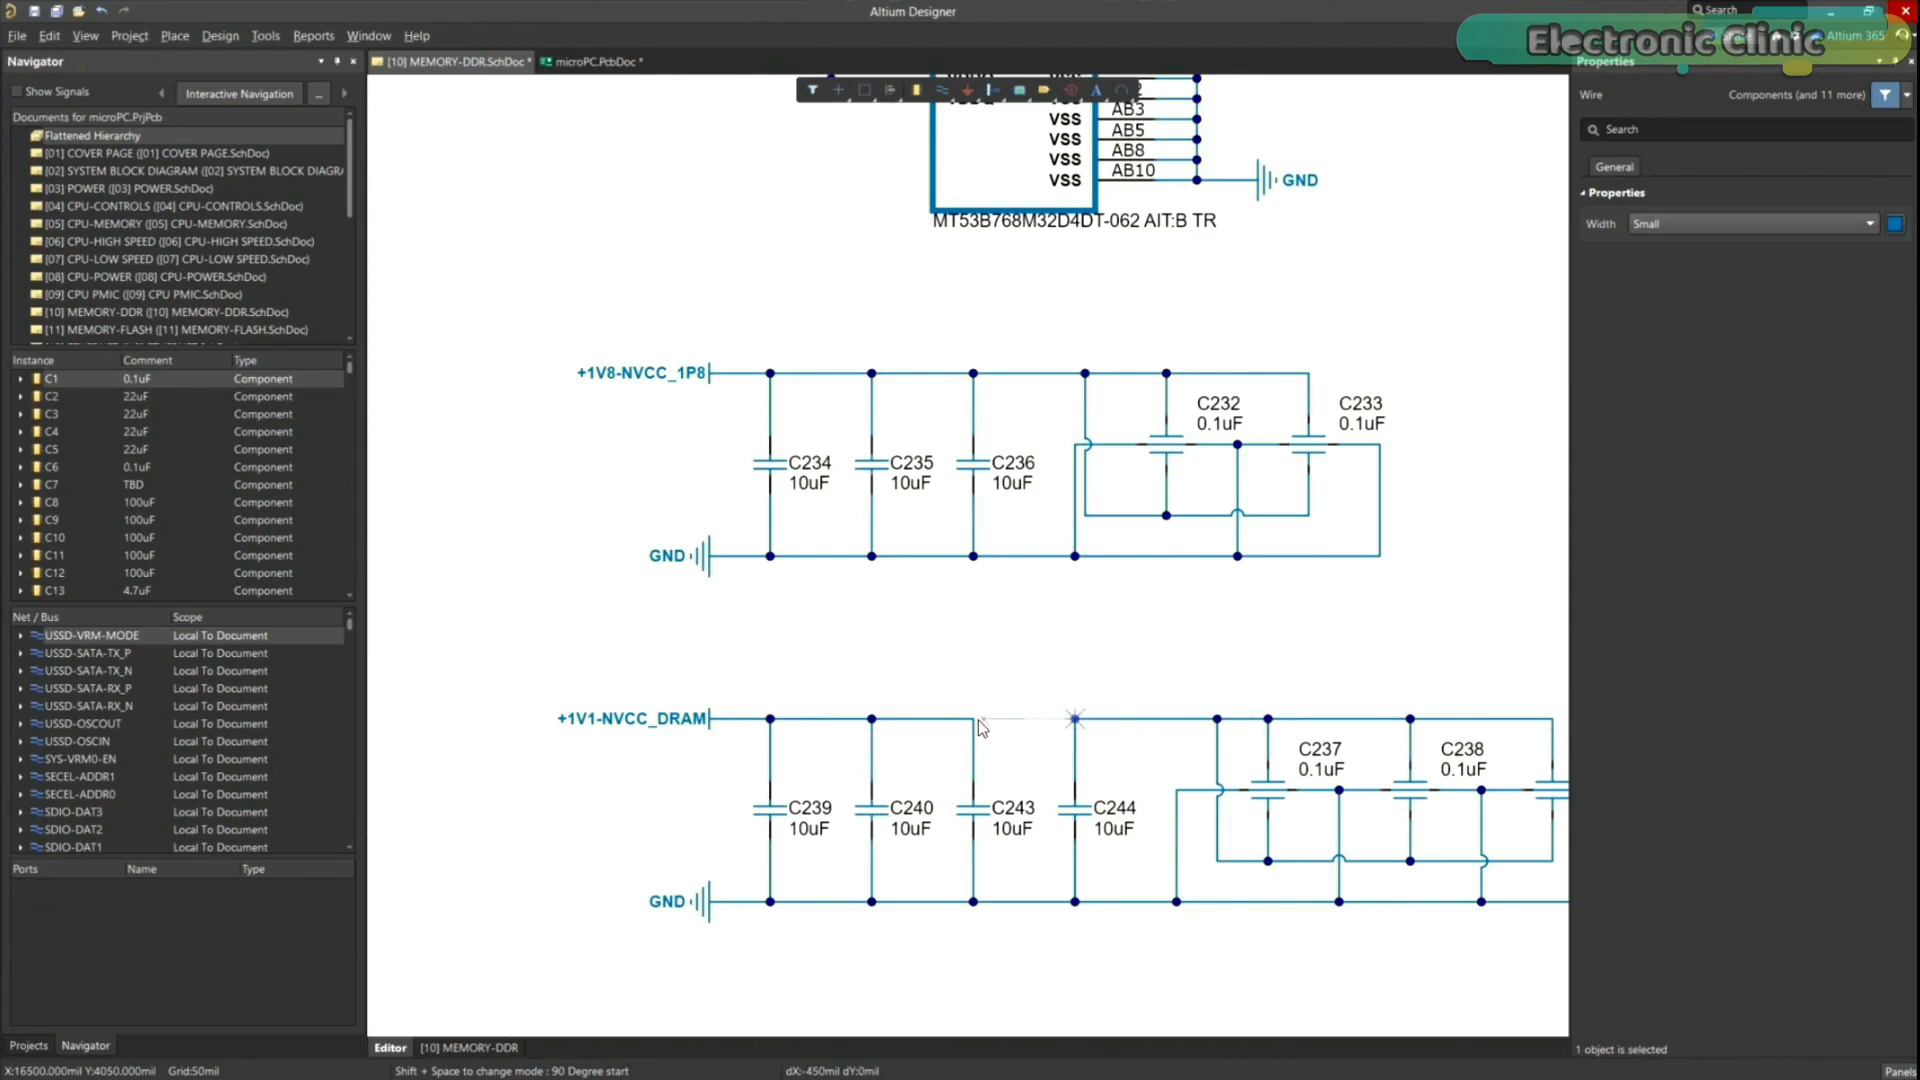 Altium Designer
Search
File Edit View Project Place Design Tools Reports Window Help
Altium 365
Electronic Clinic
Navigator
[10] MEMORY-DDR.SchDoc *
microPC.PcbDoc *
Properties
Show Signals
Interactive Navigation
...
Wire
Components (and 11 more)
Search
General
Properties
Width
Small
Documents for microPC.PrjPcb
Flattened Hierarchy
[01] COVER PAGE ([01] COVER PAGE.SchDoc)
[02] SYSTEM BLOCK DIAGRAM ([02] SYSTEM BLOCK DIAGRA
[03] POWER ([03] POWER.SchDoc)
[04] CPU-CONTROLS ([04] CPU-CONTROLS.SchDoc)
[05] CPU-MEMORY ([05] CPU-MEMORY.SchDoc)
[06] CPU-HIGH SPEED ([06] CPU-HIGH SPEED.SchDoc)
[07] CPU-LOW SPEED ([07] CPU-LOW SPEED.SchDoc)
[08] CPU-POWER ([08] CPU-POWER.SchDoc)
[09] CPU PMIC ([09] CPU PMIC.SchDoc)
[10] MEMORY-DDR ([10] MEMORY-DDR.SchDoc)
[11] MEMORY-FLASH ([11] MEMORY-FLASH.SchDoc)
Instance Comment Type
C1 0.1uF Component
C2 22uF Component
C3 22uF Component
C4 22uF Component
C5 22uF Component
C6 0.1uF Component
C7 TBD Component
C8 100uF Component
C9 100uF Component
C10 100uF Component
C11 100uF Component
C12 100uF Component
C13 4.7uF Component
Net / Bus Scope
USSD-VRM-MODE Local To Document
USSD-SATA-TX_P Local To Document
USSD-SATA-TX_N Local To Document
USSD-SATA-RX_P Local To Document
USSD-SATA-RX_N Local To Document
USSD-OSCOUT Local To Document
USSD-OSCIN Local To Document
SYS-VRM0-EN Local To Document
SECEL-ADDR1 Local To Document
SECEL-ADDR0 Local To Document
SDIO-DAT3 Local To Document
SDIO-DAT2 Local To Document
SDIO-DAT1 Local To Document
Ports Name Type
VSS AB3
VSS AB5
VSS AB8
VSS AB10
GND
MT53B768M32D4DT-062 AIT:B TR
+1V8-NVCC_1P8
C232
0.1uF
C233
0.1uF
C234
10uF
C235
10uF
C236
10uF
GND
+1V1-NVCC_DRAM
C237
0.1uF
C238
0.1uF
C239
10uF
C240
10uF
C243
10uF
C244
10uF
GND
Projects Navigator
Editor [10] MEMORY-DDR
1 object is selected
X:16500.000mil Y:4050.000mil Grid:50mil
Shift + Space to change mode : 90 Degree start
dX:-450mil dY:0mil
Panels